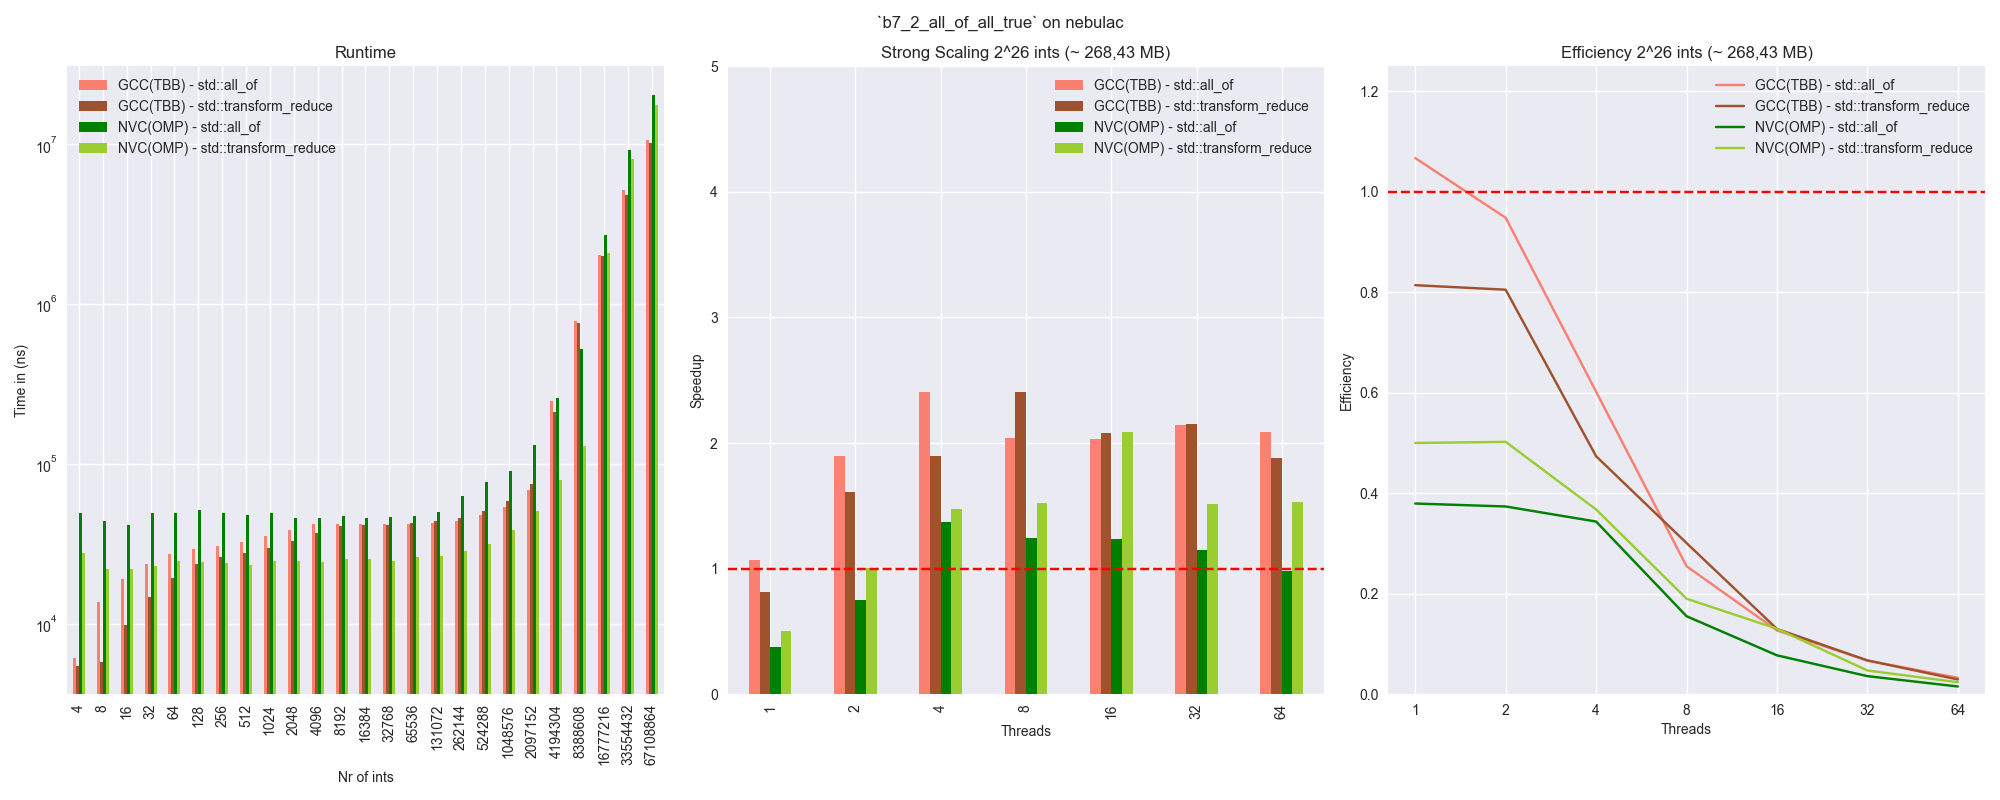 `b7_2_all_of_all_true` on nebulac
Runtime
GCC(TBB) - std::all_of
GCC(TBB) - std::transform_reduce
NVC(OMP) - std::all_of
NVC(OMP) - std::transform_reduce
Time in (ns)
10^7
10^6
10^5
10^4
4 8 16 32 64 128 256 512 1024 2048 4096 8192 16384 32768 65536 131072 262144 524288 1048576 2097152 4194304 8388608 16777216 33554432 67108864
Nr of ints
Strong Scaling 2^26 ints (~ 268,43 MB)
GCC(TBB) - std::all_of
GCC(TBB) - std::transform_reduce
NVC(OMP) - std::all_of
NVC(OMP) - std::transform_reduce
Speedup
5
4
3
2
1
0
1 2 4 8 16 32 64
Threads
Efficiency 2^26 ints (~ 268,43 MB)
GCC(TBB) - std::all_of
GCC(TBB) - std::transform_reduce
NVC(OMP) - std::all_of
NVC(OMP) - std::transform_reduce
Efficiency
1.2
1.0
0.8
0.6
0.4
0.2
0.0
1 2 4 8 16 32 64
Threads